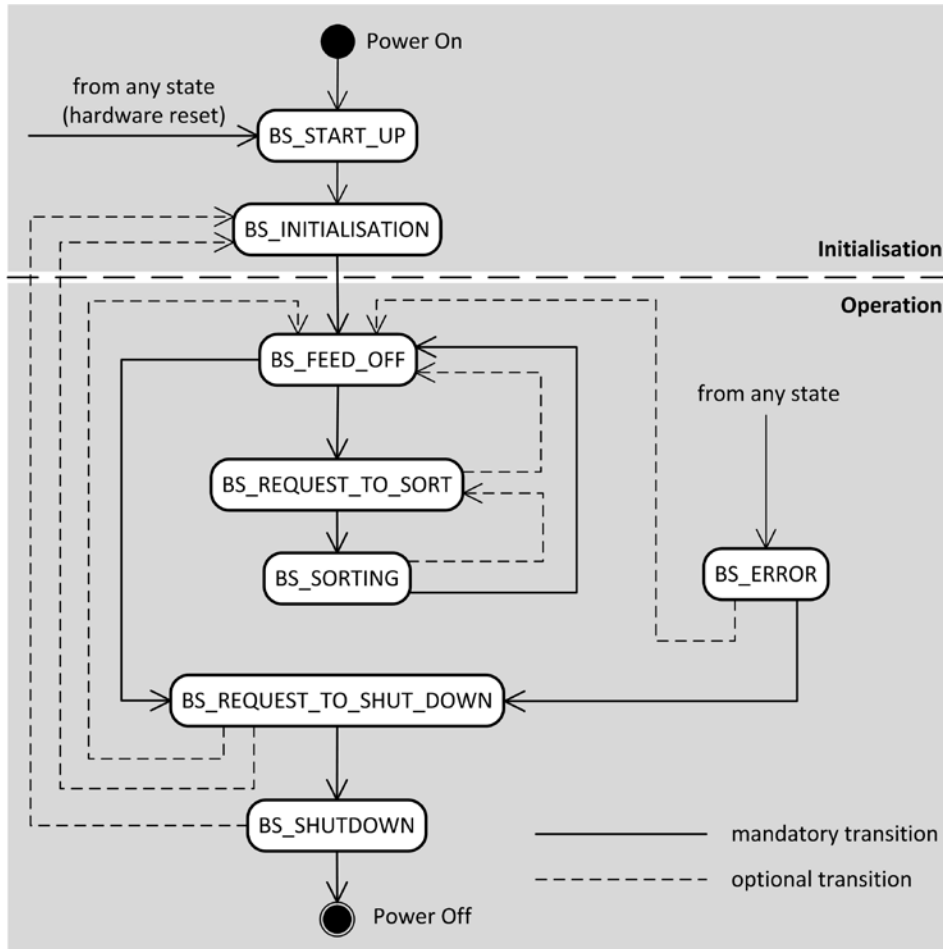 Power On
from any state
(hardware reset)
BS_START_UP
BS_INITIALISATION
Initialisation
Operation
BS_FEED_OFF
from any state
BS_REQUEST_TO_SORT
BS_SORTING
BS_ERROR
BS_REQUEST_TO_SHUT_DOWN
BS_SHUTDOWN
mandatory transition
optional transition
Power Off